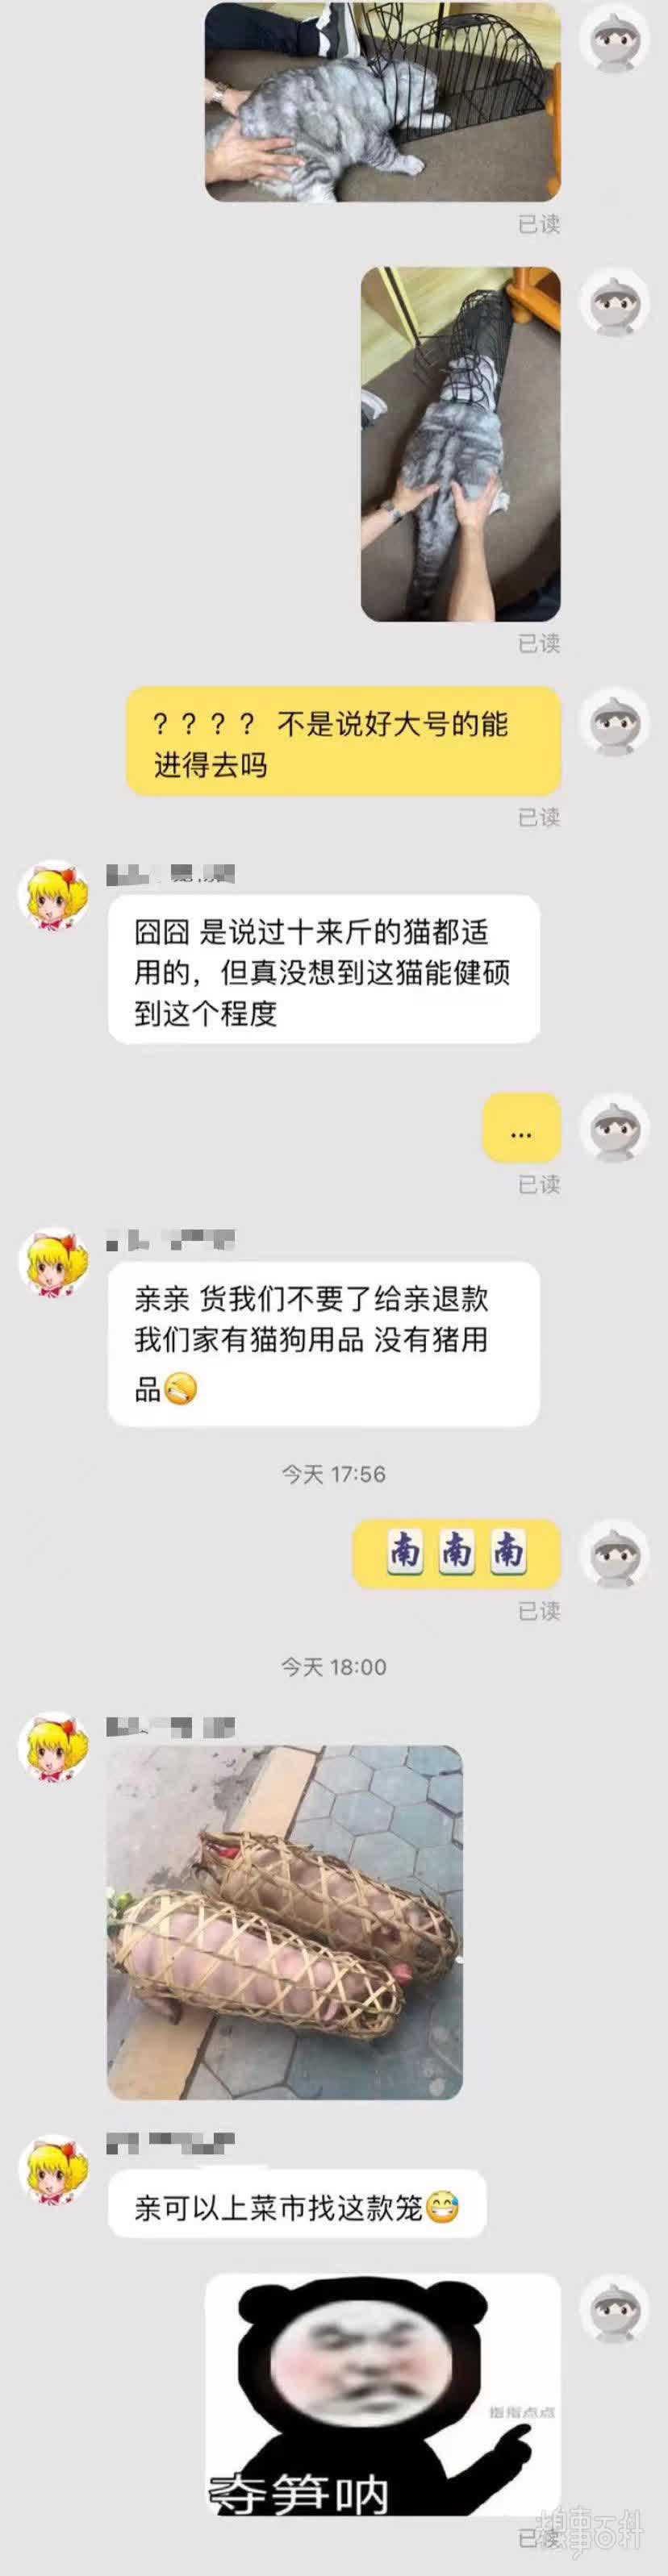 已读
已读
？？？？ 不是说好大号的能
进得去吗
已读
囧囧 是说过十来斤的猫都适
用的，但真没想到这猫能健硕
到这个程度
...
已读
亲亲 货我们不要了给亲退款
我们家有猫狗用品 没有猪用
品
今天 17:56
南 南 南
已读
今天 18:00
亲可以上菜市找这款笼
指指点点
夺笋呐
已读
糗事百科